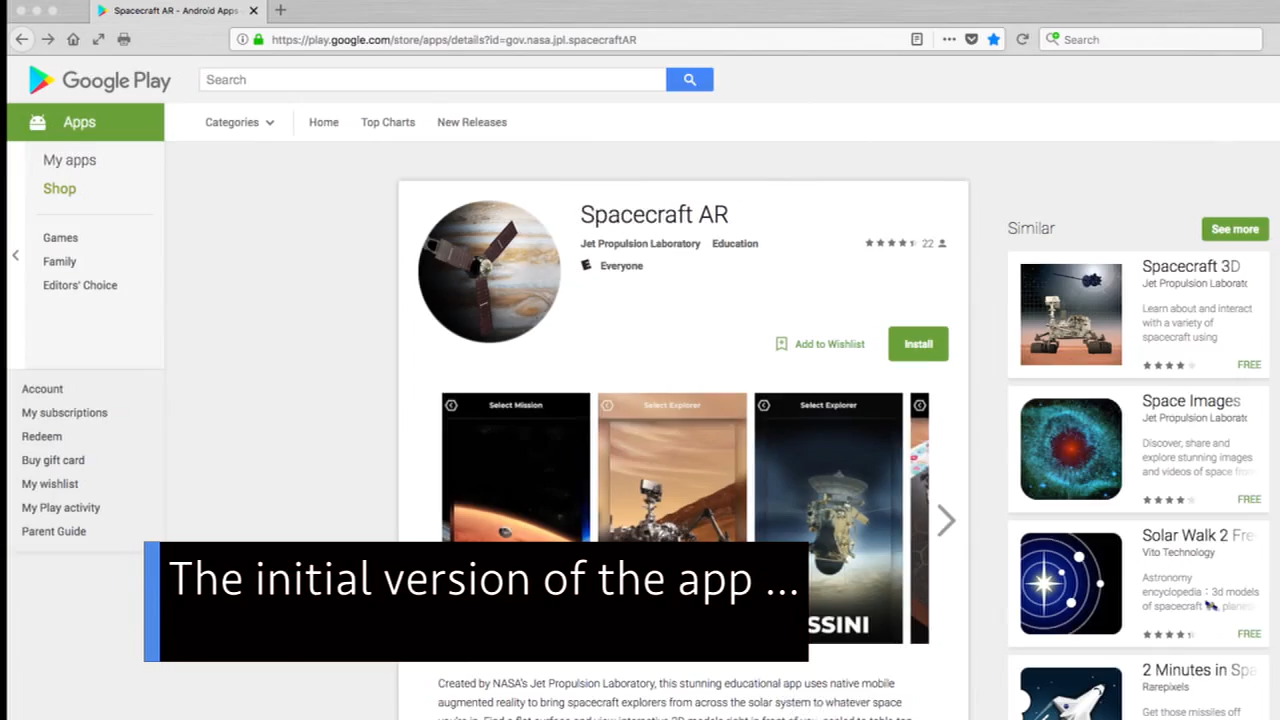 Spacecraft AR - Android Apps
https://play.google.com/store/apps/details?id=gov.nasa.jpl.spacecraftAR
Search
Google Play
Search
Apps
Categories
Home
Top Charts
New Releases
My apps
Shop
Games
Family
Editors' Choice
Account
My subscriptions
Redeem
Buy gift card
My wishlist
My Play activity
Parent Guide
Spacecraft AR
Jet Propulsion Laboratory Education
22
Everyone
Add to Wishlist
Install
Select Mission
Select Explorer
Select Explorer
SSINI
The initial version of the app ...
Created by NASA's Jet Propulsion Laboratory, this stunning educational app uses native mobile
augmented reality to bring spacecraft explorers from across the solar system to whatever space
Similar
See more
Spacecraft 3D
Jet Propulsion Laborat
Learn about and interact
with a variety of
spacecraft using
FREE
Space Images
Jet Propulsion Laborat
Discover, share and
explore stunning images
and videos of space from
FREE
Solar Walk 2 Fre
Vito Technology
Astronomy
encyclopedia : 3d models
of spacecraft
FREE
2 Minutes in Spa
Rarepixels
Get those missiles off